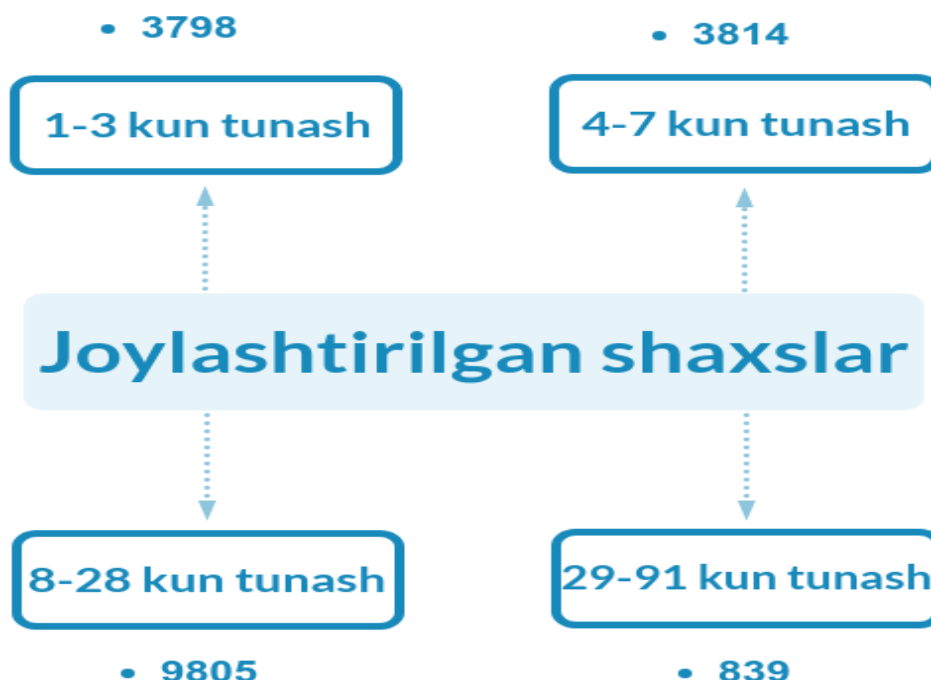 • 3798
• 3814
1-3 kun tunash
4-7 kun tunash
Joylashtirilgan shaxslar
8-28 kun tunash
29-91 kun tunash
• 9805
• 839